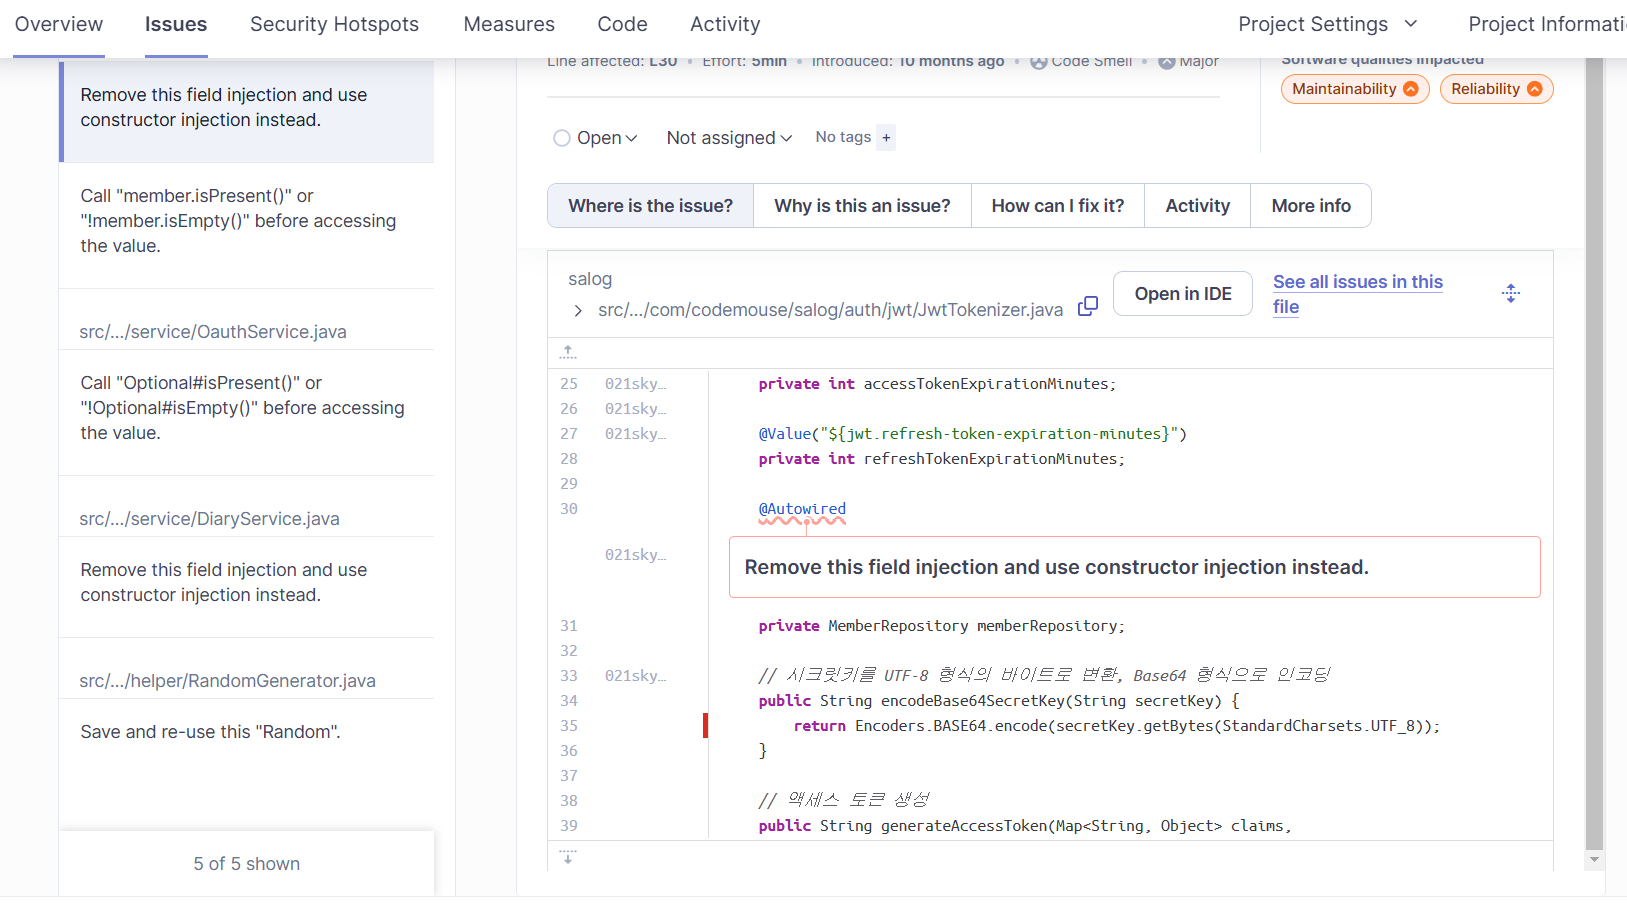 Overview Issues Security Hotspots Measures Code Activity Project Settings Project Informati
Remove this field injection and use
constructor injection instead.
Call "member.isPresent()" or
"!member.isEmpty()" before accessing
the value.
src/.../service/OauthService.java
Call "Optional#isPresent()" or
"!Optional#isEmpty()" before accessing
the value.
src/.../service/DiaryService.java
Remove this field injection and use
constructor injection instead.
src/.../helper/RandomGenerator.java
Save and re-use this "Random".
5 of 5 shown
Line affected: L30 • Effort: 5min • Introduced: 10 months ago • Code Smell • Major
Software qualities impacted
Maintainability Reliability
Open Not assigned No tags +
Where is the issue? Why is this an issue? How can I fix it? Activity More info
salog
src/.../com/codemouse/salog/auth/jwt/JwtTokenizer.java
Open in IDE
See all issues in this
file
25 021sky… private int accessTokenExpirationMinutes;
26 021sky…
27 021sky… @Value("${jwt.refresh-token-expiration-minutes}")
28 private int refreshTokenExpirationMinutes;
29
30 @Autowired
021sky… Remove this field injection and use constructor injection instead.
31 private MemberRepository memberRepository;
32
33 021sky… // 시크릿키를 UTF-8 형식의 바이트로 변환, Base64 형식으로 인코딩
34 public String encodeBase64SecretKey(String secretKey) {
35 return Encoders.BASE64.encode(secretKey.getBytes(StandardCharsets.UTF_8));
36 }
37
38 // 액세스 토큰 생성
39 public String generateAccessToken(Map<String, Object> claims,